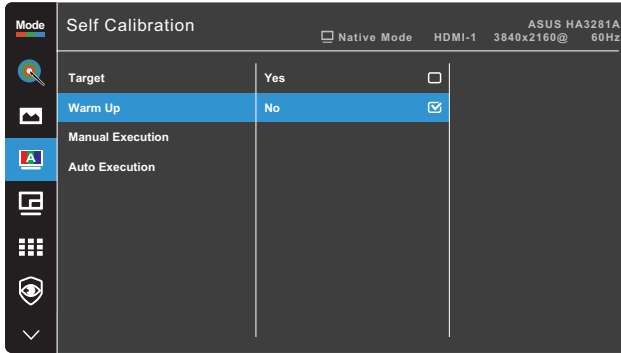 Mode
Self Calibration
ASUS HA3281A
Native Mode HDMI-1 3840x2160@ 60Hz
Target Yes
Warm Up No
Manual Execution
A
Auto Execution